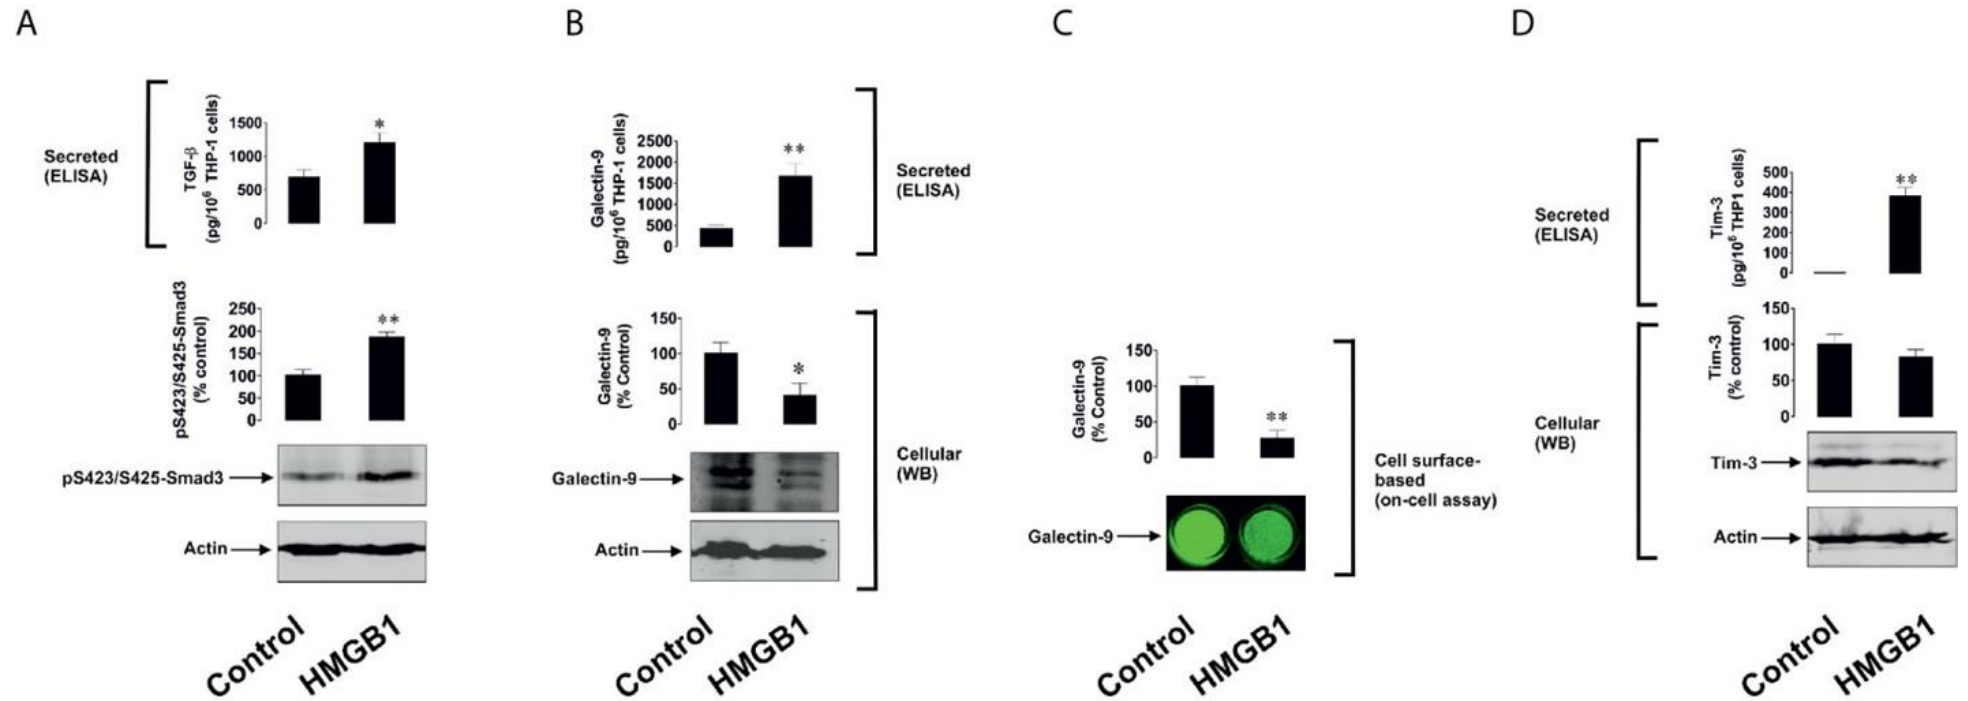 A
B
C
D
Secreted
(ELISA)
TGF-β
(pg/10⁶ THP-1 cells)
1500
1000
500
0
*
pS423/S425-Smad3
(% control)
250
200
150
100
50
0
**
pS423/S425-Smad3
Actin
Control
HMGB1
Galectin-9
(pg/10⁶ THP-1 cells)
2500
2000
1500
1000
500
0
**
Secreted
(ELISA)
Galectin-9
(% Control)
150
100
50
0
*
Galectin-9
Actin
Cellular
(WB)
Control
HMGB1
Galectin-9
(% Control)
150
100
50
0
**
Galectin-9
Cell surface-
based
(on-cell assay)
Control
HMGB1
Secreted
(ELISA)
Tim-3
(pg/10⁶ THP1 cells)
500
400
300
200
100
0
**
Cellular
(WB)
Tim-3
(% control)
150
100
50
0
Tim-3
Actin
Control
HMGB1